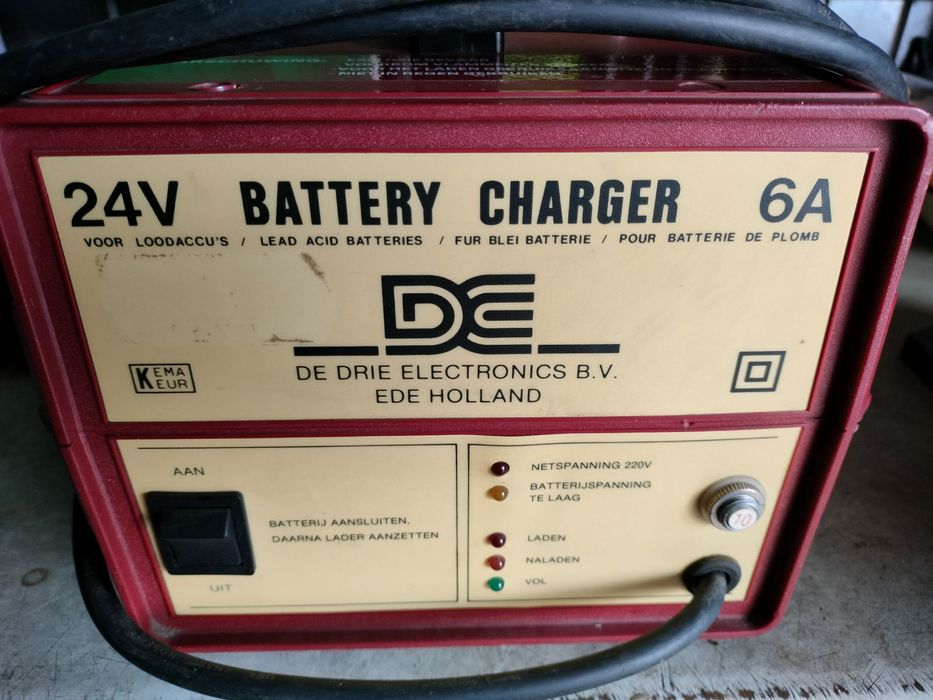 24V BATTERY CHARGER 6A
VOOR LOODACCU'S / LEAD ACID BATTERIES / FUR BLEI BATTERIE / POUR BATTERIE DE PLOMB
DE
KEMA
KEUR
DE DRIE ELECTRONICS B.V.
EDE HOLLAND
AAN
BATTERIJ AANSLUITEN,
DAARNA LADER AANZETTEN
UIT
NETSPANNING 220V
BATTERIJSPANNING
TE LAAG
LADEN
NALADEN
VOL
10